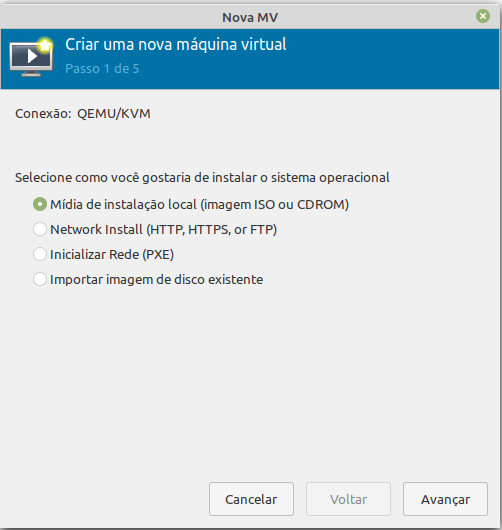 Nova MV
Criar uma nova máquina virtual
Passo 1 de 5
Conexão: QEMU/KVM
Selecione como você gostaria de instalar o sistema operacional
Mídia de instalação local (imagem ISO ou CDROM)
Network Install (HTTP, HTTPS, or FTP)
Inicializar Rede (PXE)
Importar imagem de disco existente
Cancelar
Voltar
Avançar